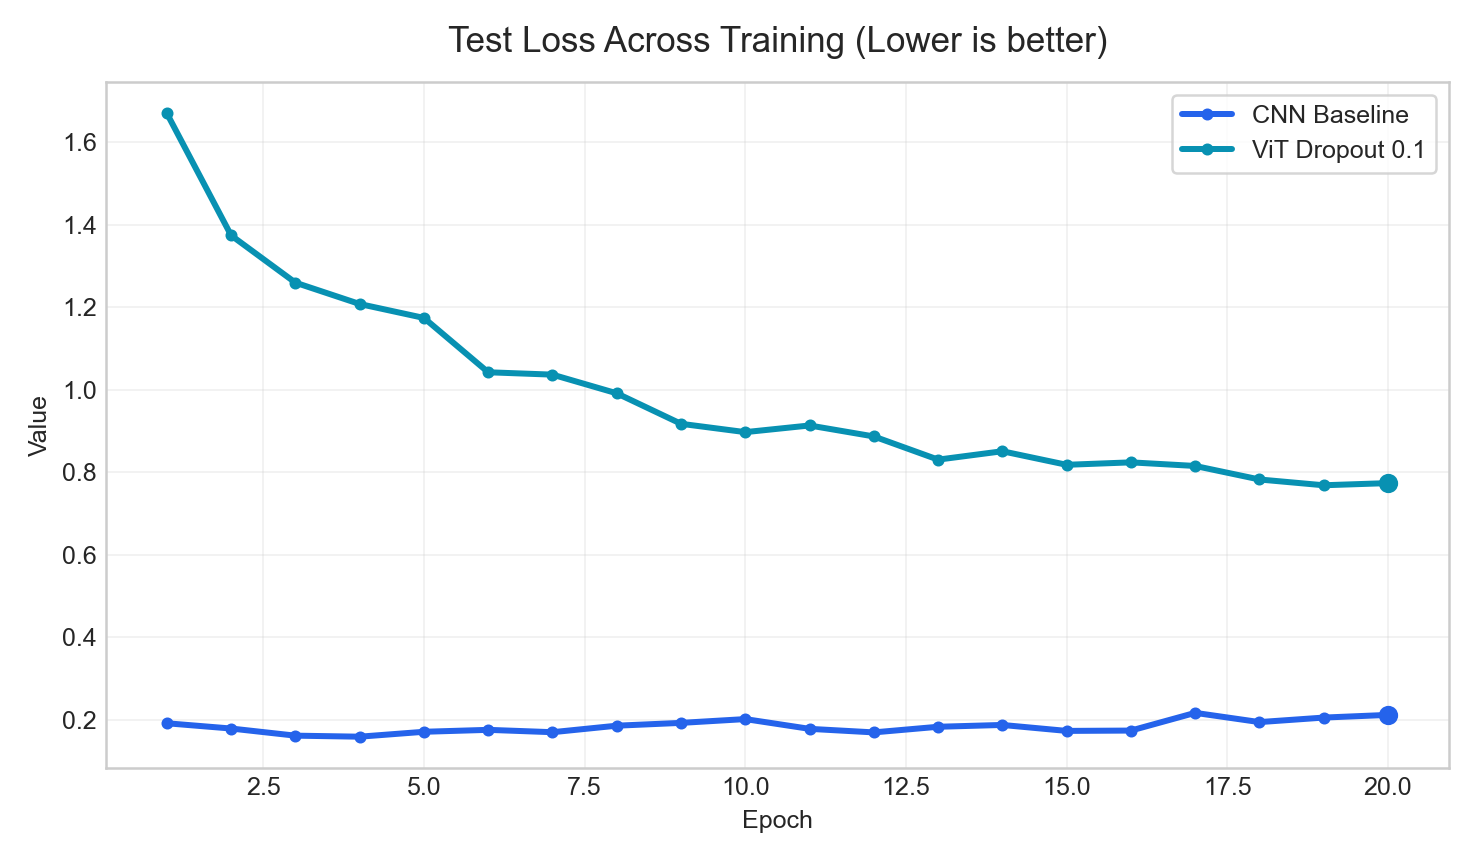 Test Loss Across Training (Lower is better)
CNN Baseline
ViT Dropout 0.1
Value
1.6
1.4
1.2
1.0
0.8
0.6
0.4
0.2
2.5 5.0 7.5 10.0 12.5 15.0 17.5 20.0
Epoch